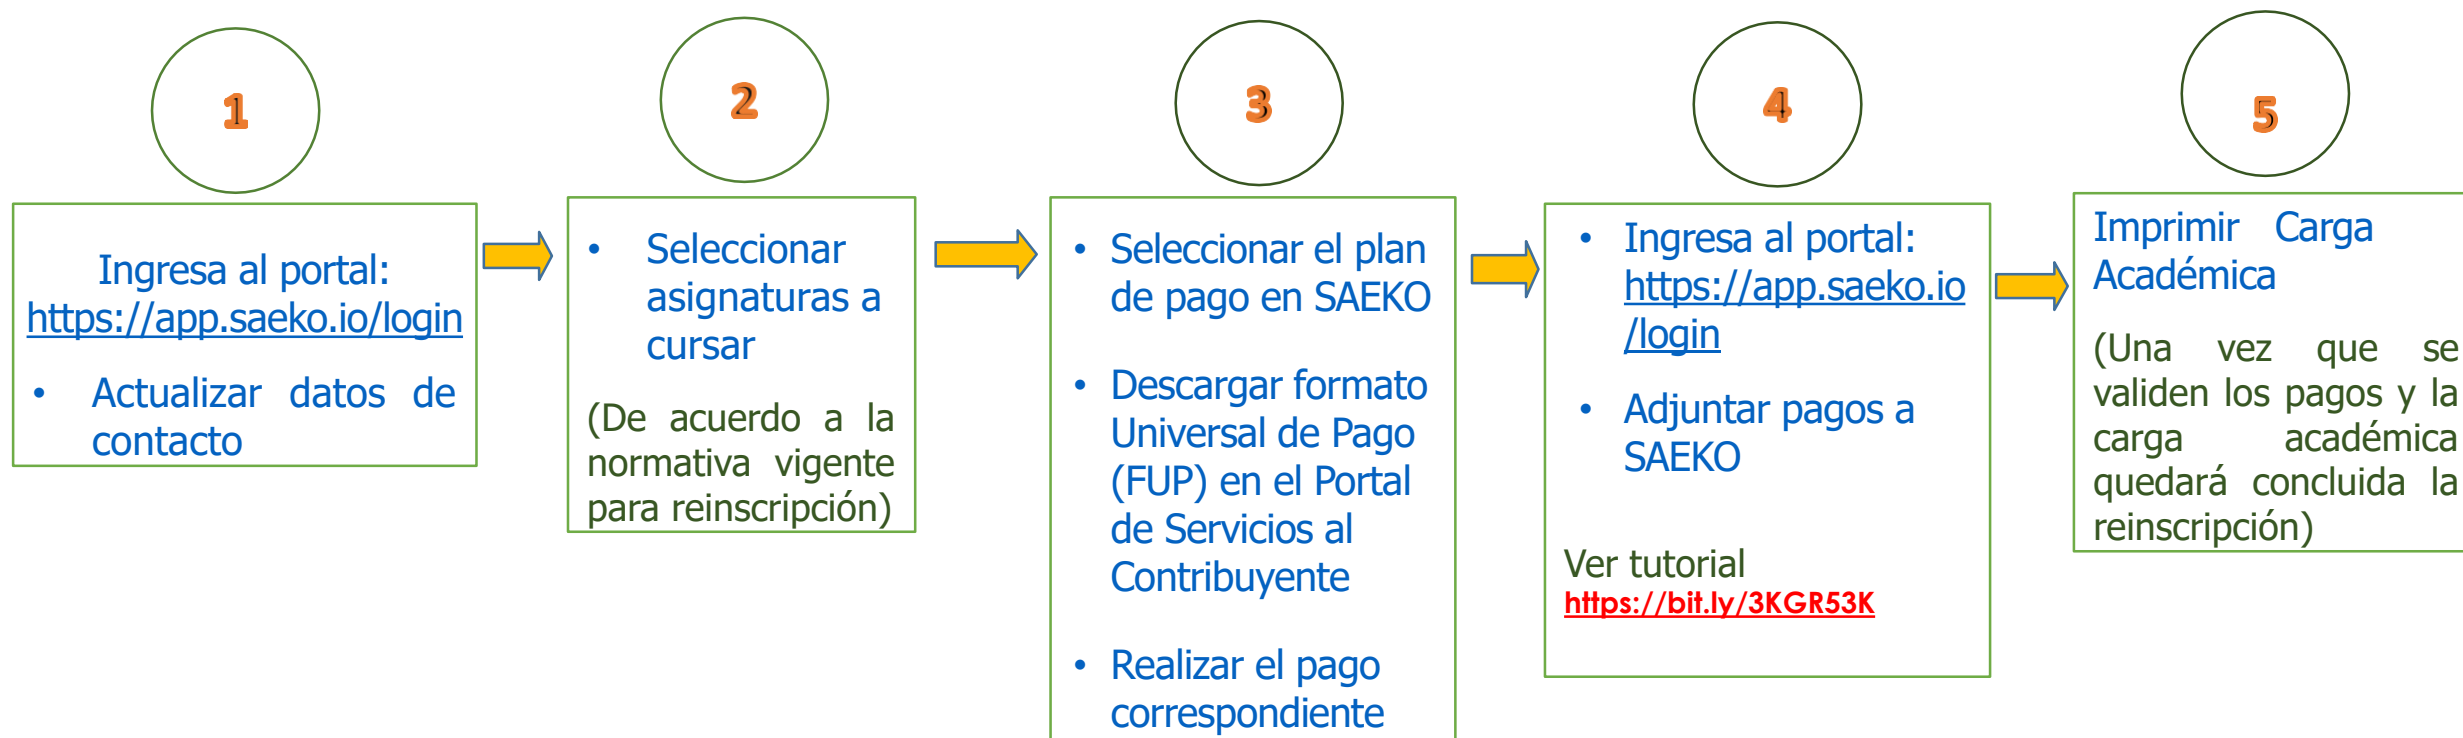 1
Ingresa al portal:
https://app.saeko.io/login
• Actualizar datos de
contacto
2
• Seleccionar
asignaturas a
cursar
(De acuerdo a la
normativa vigente
para reinscripción)
3
• Seleccionar el plan
de pago en SAEKO
• Descargar formato
Universal de Pago
(FUP) en el Portal
de Servicios al
Contribuyente
• Realizar el pago
correspondiente
4
• Ingresa al portal:
https://app.saeko.io
/login
• Adjuntar pagos a
SAEKO
Ver tutorial
https://bit.ly/3KGR53K
5
Imprimir Carga
Académica
(Una vez que se
validen los pagos y la
carga académica
quedará concluida la
reinscripción)